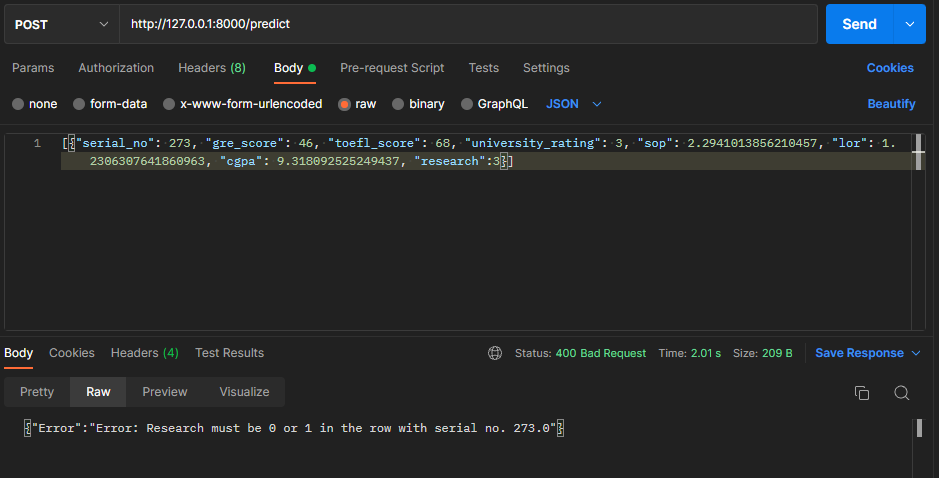 POST http://127.0.0.1:8000/predict Send
Params Authorization Headers (8) Body Pre-request Script Tests Settings Cookies
none form-data x-www-form-urlencoded raw binary GraphQL JSON Beautify
1 [{"serial_no": 273, "gre_score": 46, "toefl_score": 68, "university_rating": 3, "sop": 2.2941013856210457, "lor": 1.
2306307641860963, "cgpa": 9.318092525249437, "research":3}]
Body Cookies Headers (4) Test Results Status: 400 Bad Request Time: 2.01 s Size: 209 B Save Response
Pretty Raw Preview Visualize
{"Error":"Error: Research must be 0 or 1 in the row with serial no. 273.0"}